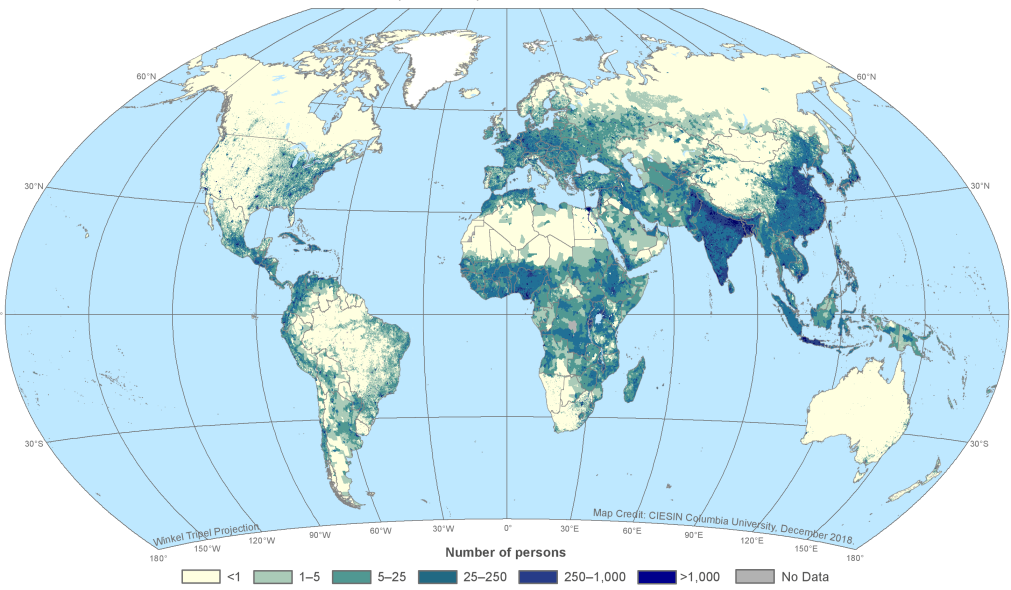 60°N
60°N
30°N
30°N
30°S
30°S
Winkel Tripel Projection
Map Credit: CIESIN Columbia University, December 2018.
180°
150°W
120°W
90°W
60°W
30°W
0°
30°E
60°E
90°E
120°E
150°E
180°
Number of persons
<1
1–5
5–25
25–250
250–1,000
>1,000
No Data